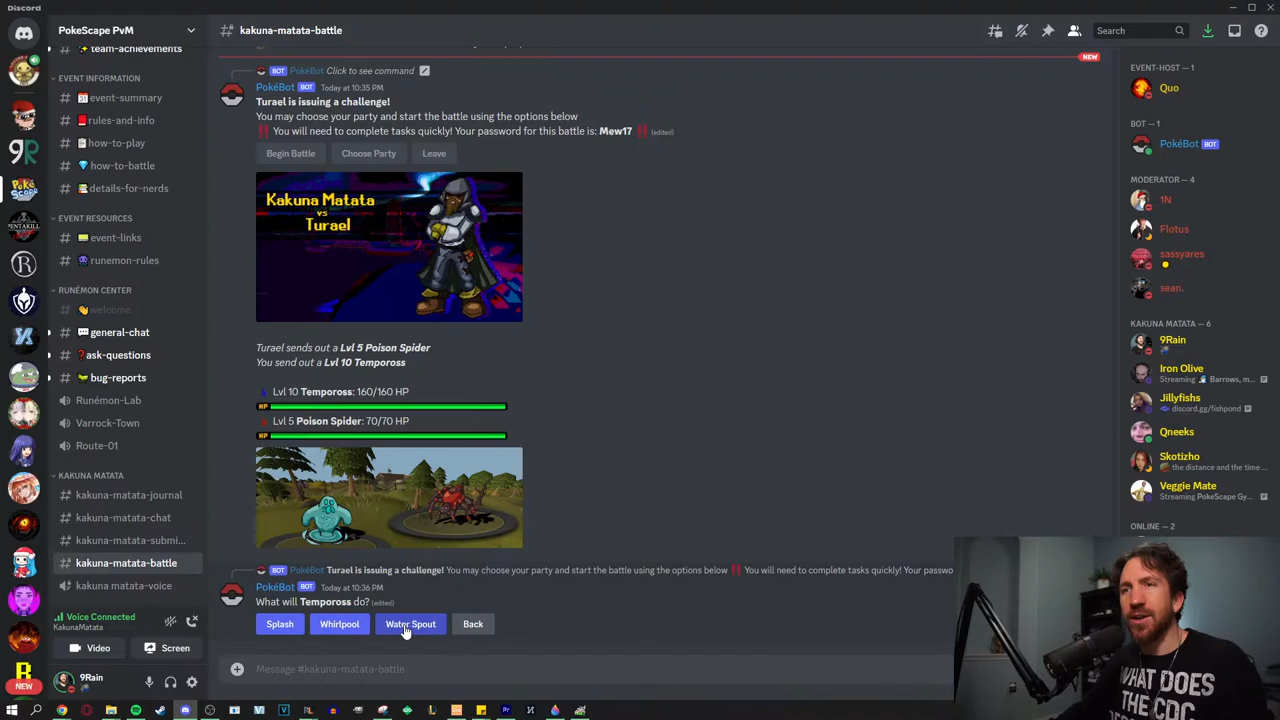 Discord
PokeScape PvM
kakuna-matata-battle
Search
team-achievements
EVENT INFORMATION
event-summary
rules-and-info
how-to-play
how-to-battle
details-for-nerds
EVENT RESOURCES
event-links
runemon-rules
RUNÉMON CENTER
welcome
general-chat
ask-questions
bug-reports
Runémon-Lab
Varrock-Town
Route-01
KAKUNA MATATA
kakuna-matata-journal
kakuna-matata-chat
kakuna-matata-submi...
kakuna-matata-battle
kakuna matata-voice
Voice Connected
KakunaMatata
Video
Screen
9Rain
NEW
NEW
BOT PokéBot Click to see command
PokéBot BOT Today at 10:35 PM
Turael is issuing a challenge!
You may choose your party and start the battle using the options below
‼ You will need to complete tasks quickly! Your password for this battle is: Mew17 ‼ (edited)
Begin Battle
Choose Party
Leave
Kakuna Matata
vs
Turael
Turael sends out a Lvl 5 Poison Spider
You send out a Lvl 10 Tempoross
Lvl 10 Tempoross: 160/160 HP
HP
Lvl 5 Poison Spider: 70/70 HP
HP
BOT PokéBot Turael is issuing a challenge! You may choose your party and start the battle using the options below ‼ You will need to complete tasks quickly! Your passwo
PokéBot BOT Today at 10:36 PM
What will Tempoross do? (edited)
Splash
Whirlpool
Water Spout
Back
Message #kakuna-matata-battle
EVENT-HOST — 1
Quo
BOT — 1
PokéBot BOT
MODERATOR — 4
1N
Flotus
sassyares
sean.
KAKUNA MATATA — 6
9Rain
Iron Olive
Streaming Barrows, m...
Jillyfishs
discord.gg/fishpond
Qneeks
Skotizho
the distance and the time ...
Veggie Mate
Streaming PokeScape Gy...
ONLINE — 2
WHAT DOES
THE CDC